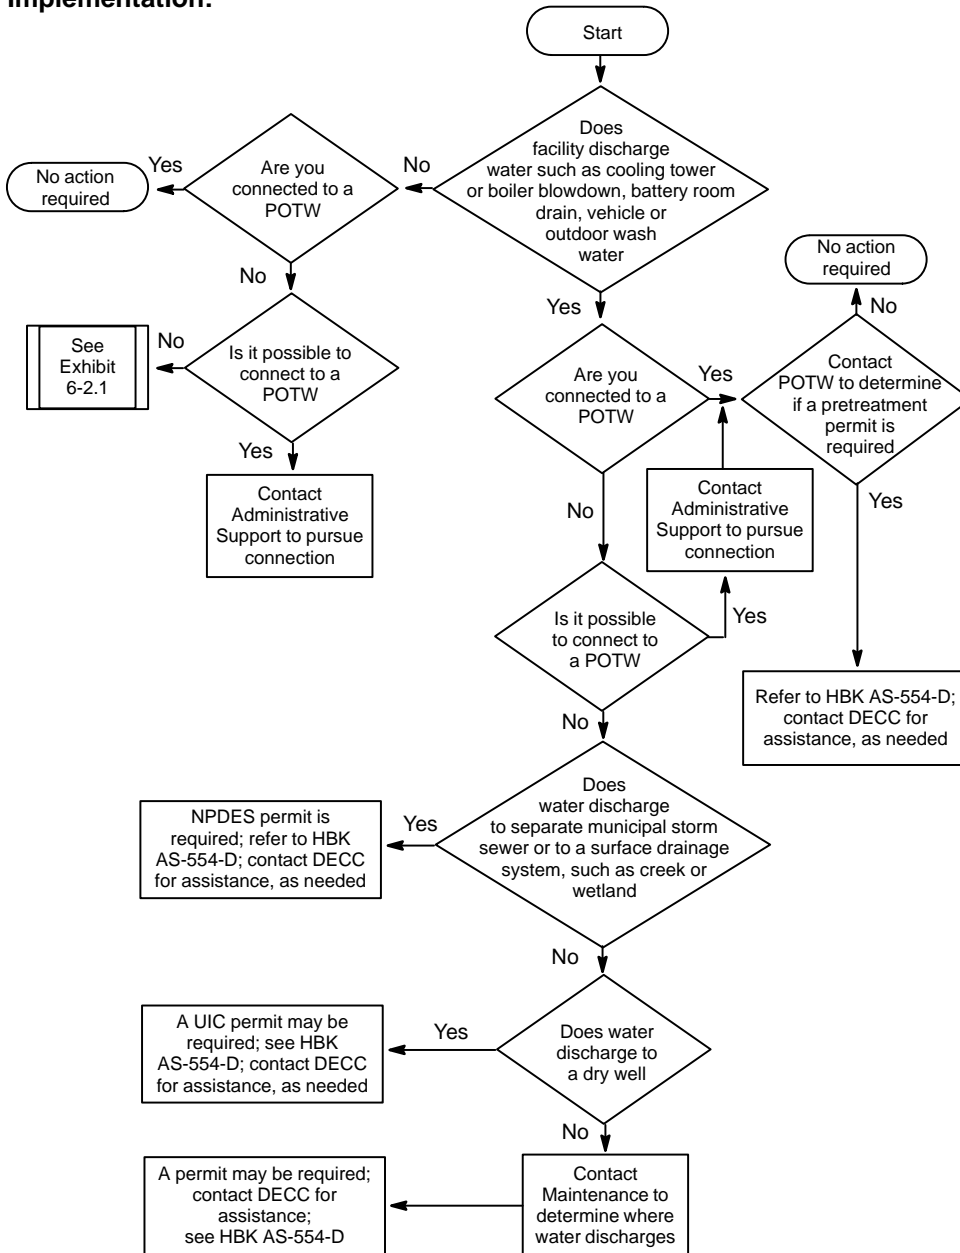 Implementation:
Start
Does
facility discharge
water such as cooling tower
or boiler blowdown, battery room
drain, vehicle or
outdoor wash
water
No
Are you
connected to a
POTW
Yes
No action
required
No
Is it possible to
connect to a
POTW
No
See
Exhibit
6-2.1
Yes
Contact
Administrative
Support to pursue
connection
Yes
Are you
connected to a
POTW
Yes
Contact
POTW to determine
if a pretreatment
permit is
required
No
No action
required
Yes
Refer to HBK AS-554-D;
contact DECC for
assistance, as needed
No
Is it possible
to connect to
a POTW
Yes
Contact
Administrative
Support to pursue
connection
No
Does
water discharge
to separate municipal storm
sewer or to a surface drainage
system, such as creek or
wetland
Yes
NPDES permit is
required; refer to HBK
AS-554-D; contact DECC
for assistance, as needed
No
Does water
discharge to
a dry well
Yes
A UIC permit may be
required; see HBK
AS-554-D; contact DECC
for assistance, as needed
No
Contact
Maintenance to
determine where
water discharges
A permit may be required;
contact DECC for
assistance;
see HBK AS-554-D